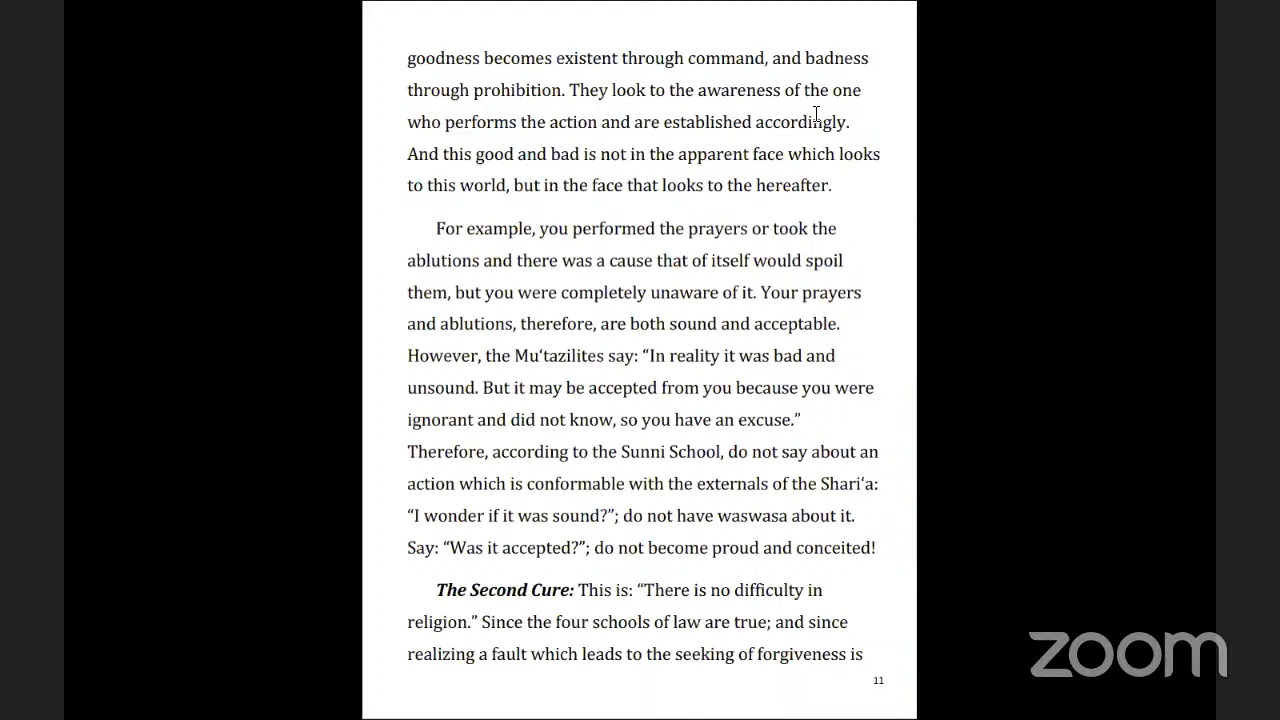 goodness becomes existent through command, and badness
through prohibition. They look to the awareness of the one
who performs the action and are established accordingly.
And this good and bad is not in the apparent face which looks
to this world, but in the face that looks to the hereafter.
For example, you performed the prayers or took the
ablutions and there was a cause that of itself would spoil
them, but you were completely unaware of it. Your prayers
and ablutions, therefore, are both sound and acceptable.
However, the Mu‘tazilites say: “In reality it was bad and
unsound. But it may be accepted from you because you were
ignorant and did not know, so you have an excuse.”
Therefore, according to the Sunni School, do not say about an
action which is conformable with the externals of the Shari‘a:
“I wonder if it was sound?”; do not have waswasa about it.
Say: “Was it accepted?”; do not become proud and conceited!
The Second Cure: This is: “There is no difficulty in
religion.” Since the four schools of law are true; and since
realizing a fault which leads to the seeking of forgiveness is
11
zoom